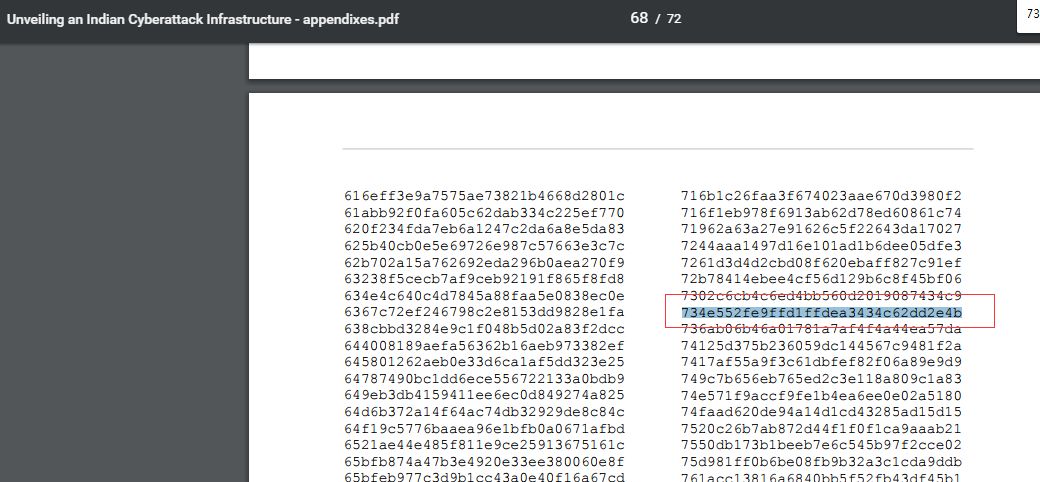 Unveiling an Indian Cyberattack Infrastructure - appendixes.pdf
68 / 72
73
616eff3e9a7575ae73821b4668d2801c
61abb92f0fa605c62dab334c225ef770
620f234fda7eb6a1247c2da6a8e5da83
625b40cb0e5e69726e987c57663e3c7c
62b702a15a762692eda296b0aea270f9
63238f5cecb7af9ceb92191f865f8fd8
634e4c640c4d7845a88faa5e0838ec0e
6367c72ef246798c2e8153dd9828e1fa
638cbbd3284e9c1f048b5d02a83f2dcc
644008189aefa56362b16aeb973382ef
645801262aeb0e33d6ca1af5dd323e25
64787490bc1dd6ece556722133a0bdb9
649eb3db4159411ee6ec0d849274a825
64d6b372a14f64ac74db32929de8c84c
64f19c5776baaea96e1bfb0a0671afbd
6521ae44e485f811e9ce25913675161c
65bfb874a47b3e4920e33ee380060e8f
65bfeb977c3d9b1cc43a0e40f16a67cd
716b1c26faa3f674023aae670d3980f2
716f1eb978f6913ab62d78ed60861c74
71962a63a27e91626c5f22643da17027
7244aaa1497d16e101ad1b6dee05dfe3
7261d3d4d2cbd08f620ebaff827c91ef
72b78414ebee4cf56d129b6c8f45bf06
7302c6cb4c6ed4bb560d2019087434c9
734e552fe9ffd1ffdea3434c62dd2e4b
736ab06b46a01781a7af4f4a44ea57da
74125d375b236059dc144567c9481f2a
7417af55a9f3c61dbfef82f06a89e9d9
749c7b656eb765ed2c3e118a809c1a83
74e571f9accf9fe1b4ea6ee0e02a5180
74faad620de94a14d1cd43285ad15d15
7520c26b7ab872d44f1f0f1ca9aaab21
7550db173b1beeb7e6c545b97f2cce02
75d981ff0b6be08fb9b32a3c1cda9ddb
761acc13816a6840bb5f52fb43df45b1